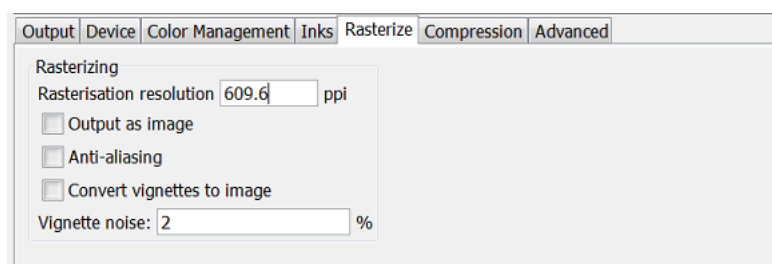 Output Device Color Management Inks Rasterize Compression Advanced
Rasterizing
Rasterisation resolution 609.6 ppi
Output as image
Anti-aliasing
Convert vignettes to image
Vignette noise: 2 %